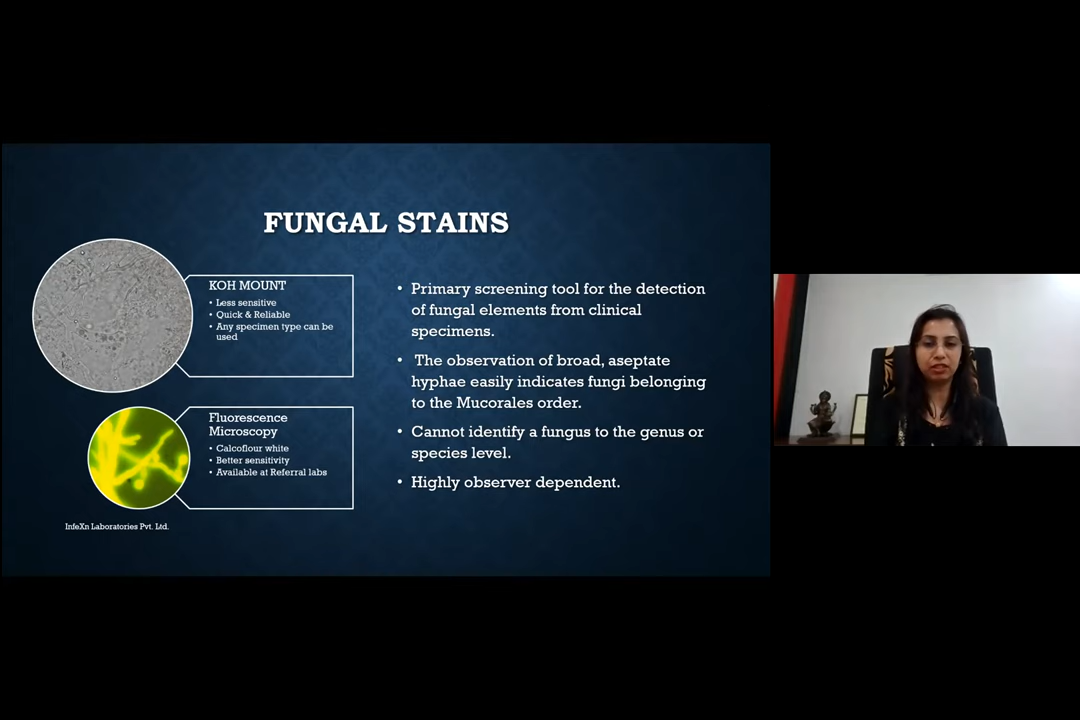 FUNGAL STAINS
KOH MOUNT
• Less sensitive
• Quick & Reliable
• Any specimen type can be
used
Fluorescence
Microscopy
• Calcoflour white
• Better sensitivity
• Available at Referral labs
InfeXn Laboratories Pvt. Ltd.
• Primary screening tool for the detection
of fungal elements from clinical
specimens.
• The observation of broad, aseptate
hyphae easily indicates fungi belonging
to the Mucorales order.
• Cannot identify a fungus to the genus or
species level.
• Highly observer dependent.